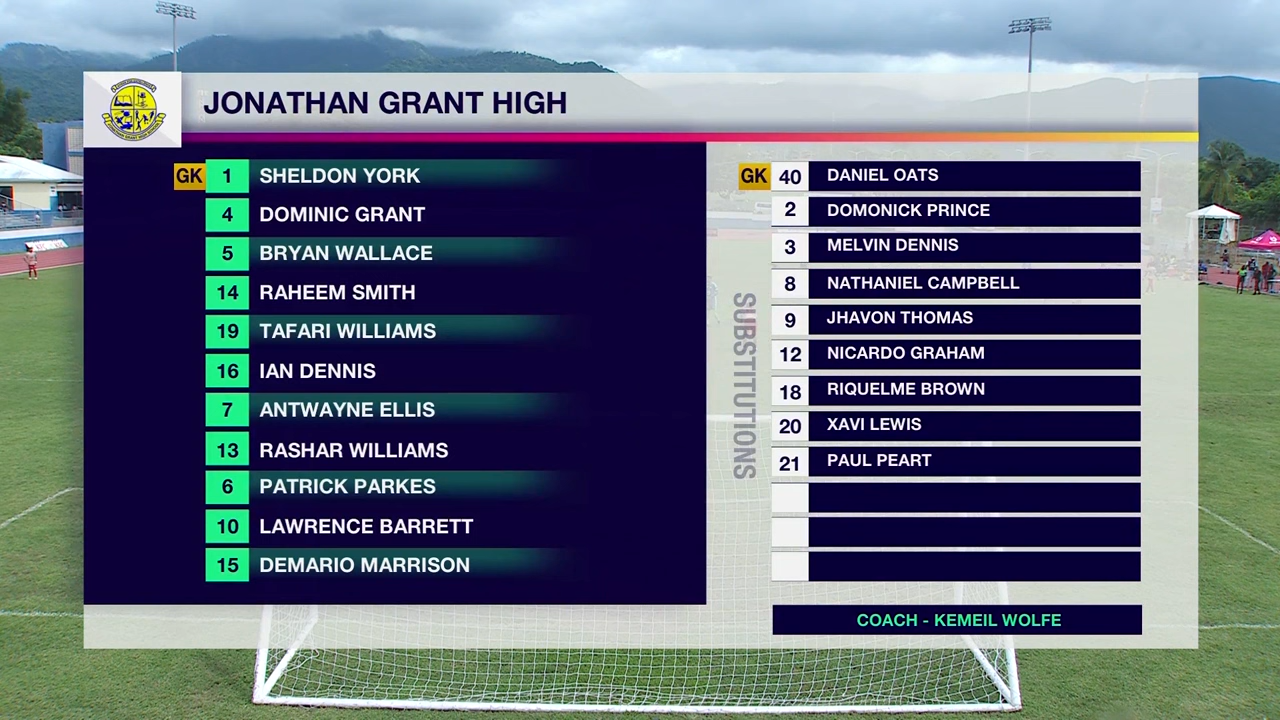 JONATHAN GRANT HIGH
GK 1 SHELDON YORK
4 DOMINIC GRANT
5 BRYAN WALLACE
14 RAHEEM SMITH
19 TAFARI WILLIAMS
16 IAN DENNIS
7 ANTWAYNE ELLIS
13 RASHAR WILLIAMS
6 PATRICK PARKES
10 LAWRENCE BARRETT
15 DEMARIO MARRISON
SUBSTITUTIONS
GK 40 DANIEL OATS
2 DOMONICK PRINCE
3 MELVIN DENNIS
8 NATHANIEL CAMPBELL
9 JHAVON THOMAS
12 NICARDO GRAHAM
18 RIQUELME BROWN
20 XAVI LEWIS
21 PAUL PEART
COACH - KEMEIL WOLFE